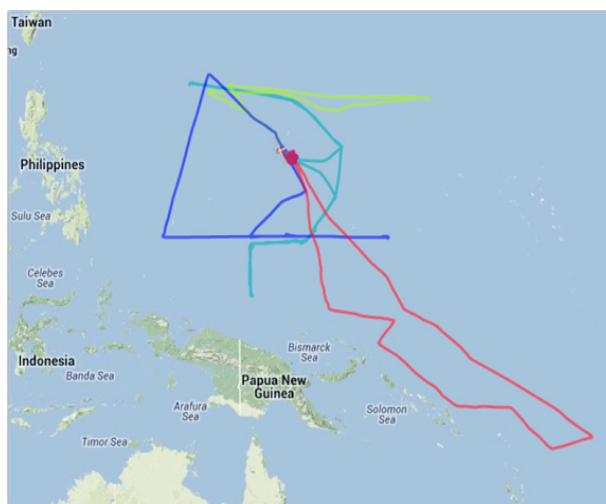 Taiwan
ng
Philippines
Sulu Sea
Celebes
Sea
Indonesia
Banda Sea
Bismarck
Sea
Papua New
Guinea
Arafura
Sea
Solomon
Sea
Timor Sea